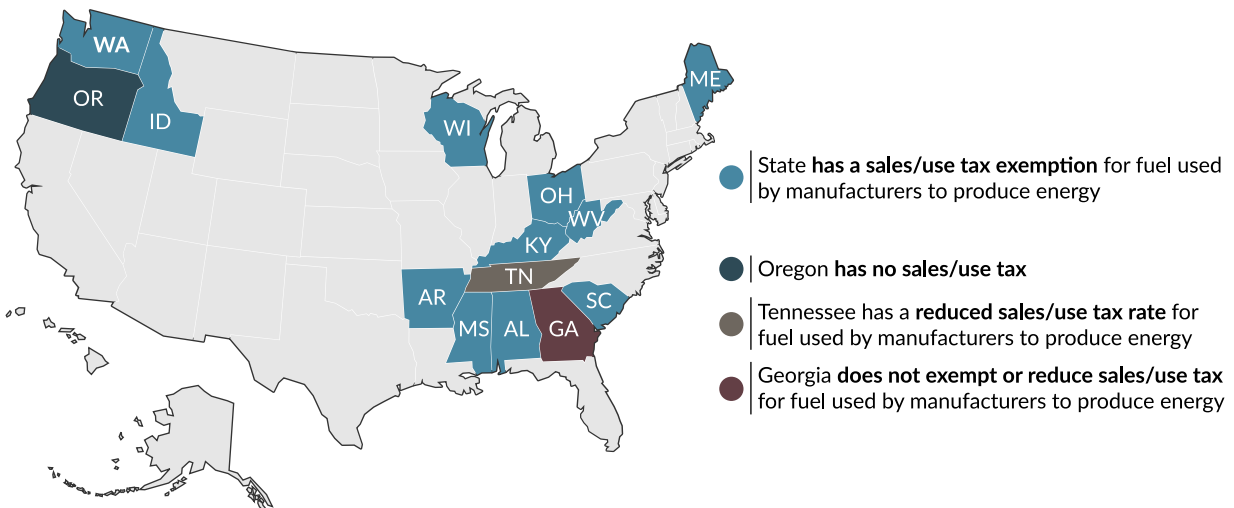 WA
ME
OR
ID
WI
State has a sales/use tax exemption for fuel used
by manufacturers to produce energy
OH
WV
KY
Oregon has no sales/use tax
TN
AR
SC
Tennessee has a reduced sales/use tax rate for
fuel used by manufacturers to produce energy
MS
AL
GA
Georgia does not exempt or reduce sales/use tax
for fuel used by manufacturers to produce energy